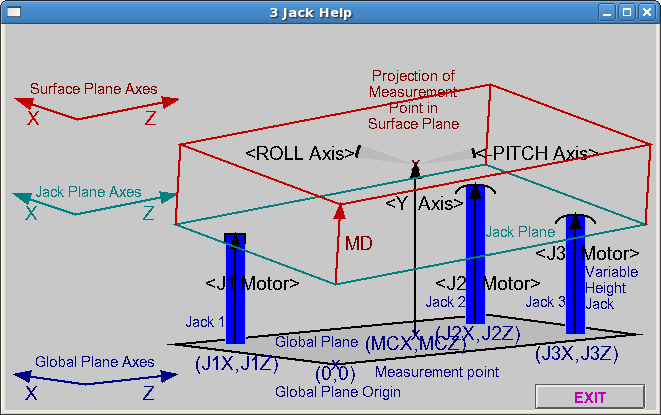 3 Jack Help
Projection of
Measurement
Point in
Surface Plane
Surface Plane Axes
X Z
<ROLL Axis>
X
<-PITCH Axis>
Jack Plane Axes
X Z
<Y Axis>
Jack Plane
MD
<J1 Motor>
<J2 Motor>
<J3 Motor>
Variable
Height
Jack
Jack 1
Jack 2
Jack 3
Global Plane
X
(MCX,MCZ)
(J2X,J2Z)
(J1X,J1Z)
(J3X,J3Z)
Global Plane Axes
X Z
X
(0,0)
Measurement point
Global Plane Origin
EXIT